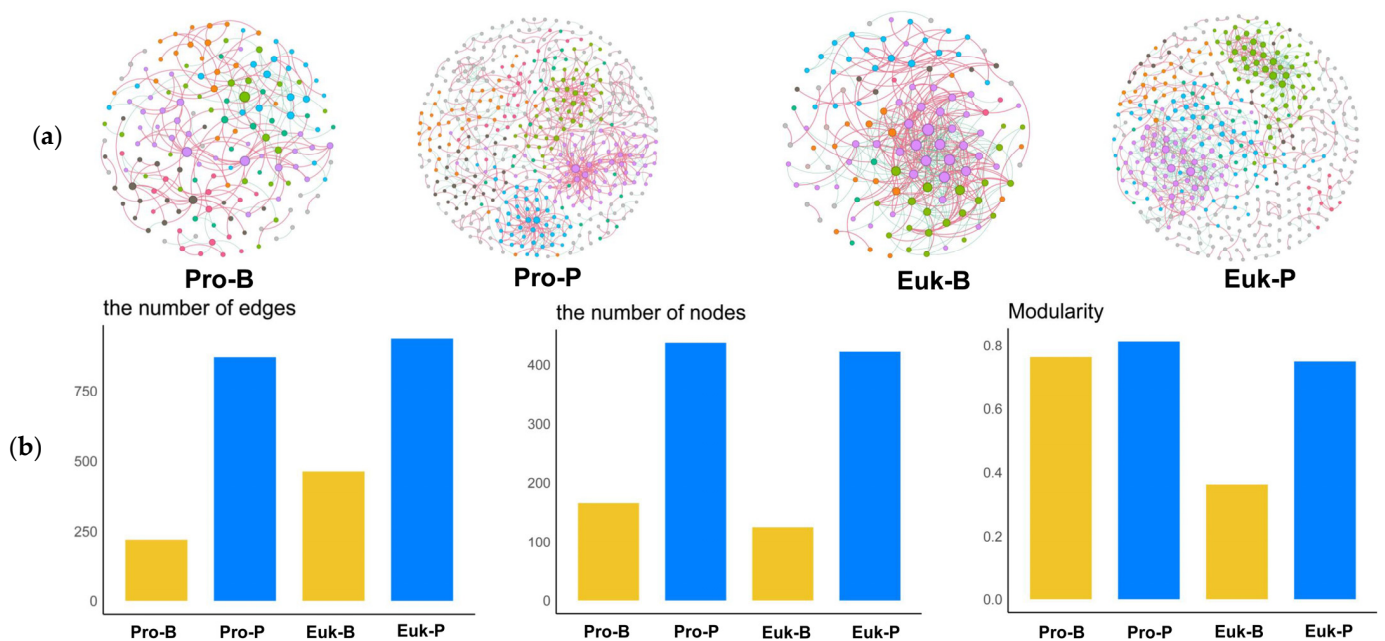 (a)
Pro-B
Pro-P
Euk-B
Euk-P
(b)
the number of edges
750
500
250
0
Pro-B
Pro-P
Euk-B
Euk-P
the number of nodes
400
300
200
100
0
Pro-B
Pro-P
Euk-B
Euk-P
Modularity
0.8
0.6
0.4
0.2
0.0
Pro-B
Pro-P
Euk-B
Euk-P